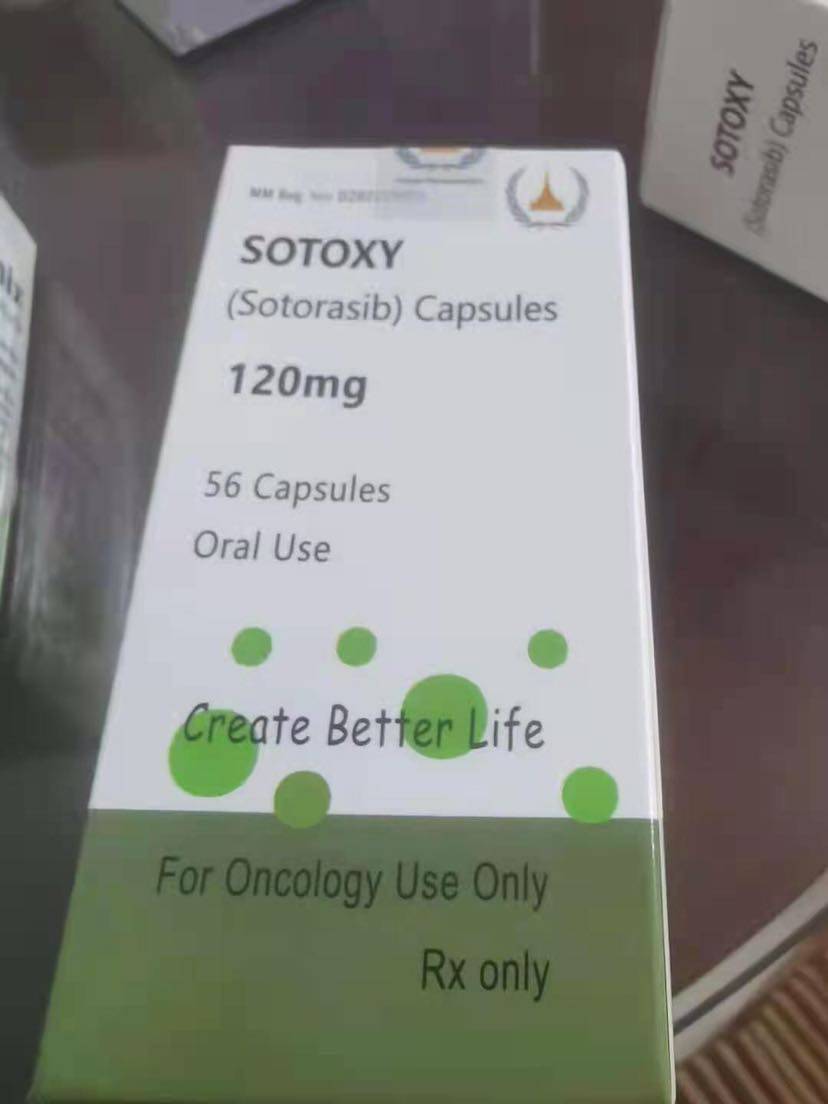 SOTOXY
(Sotorasib) Capsules
120mg
56 Capsules
Oral Use
Create Better Life
For Oncology Use Only
Rx only
SOTOXY
(Sotorasib) Capsules